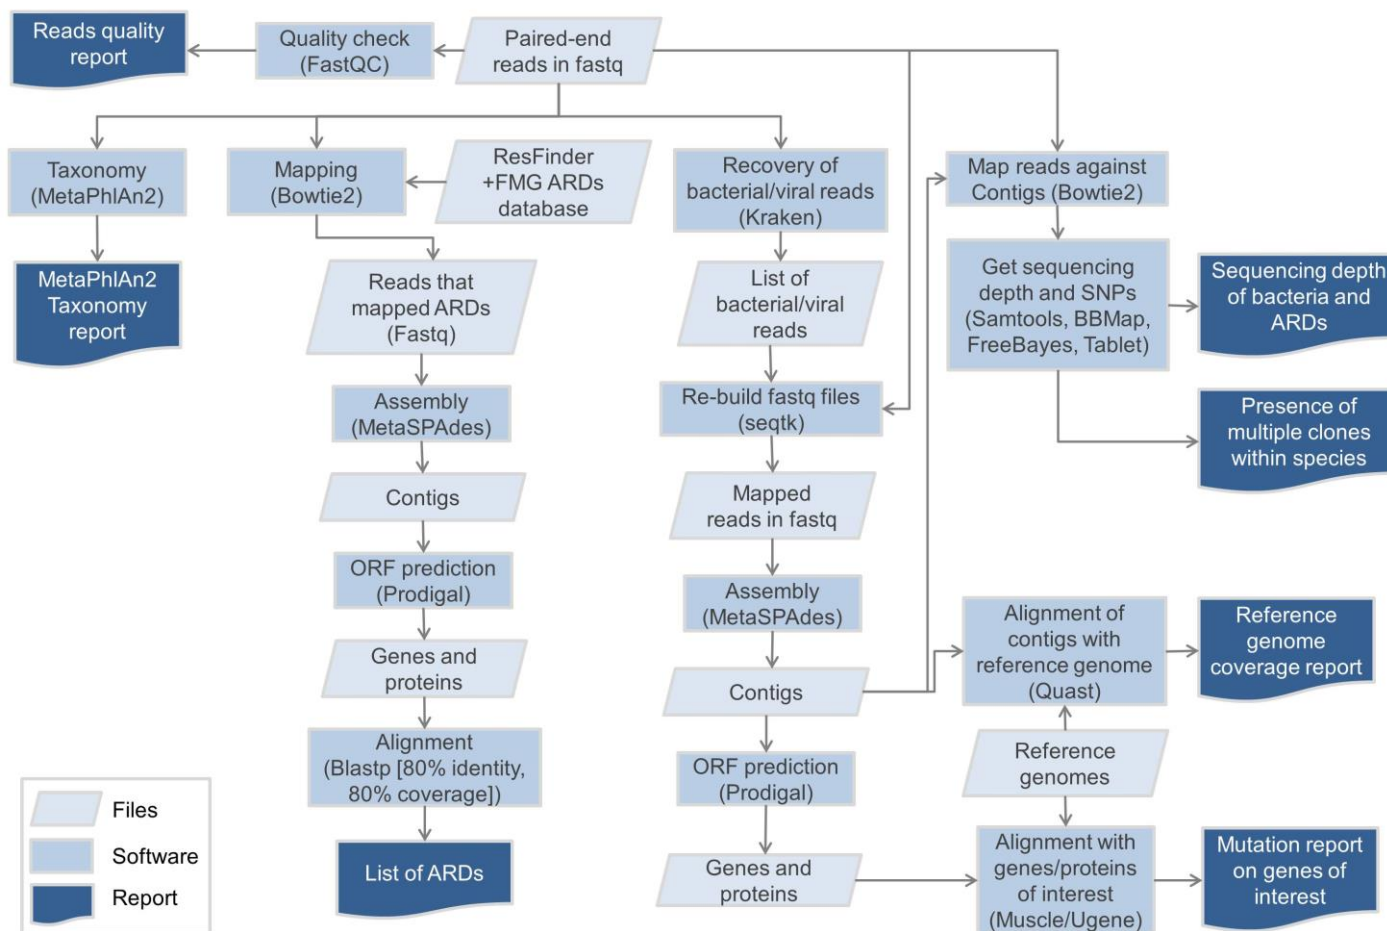 Reads quality
report
Quality check
(FastQC)
Paired-end
reads in fastq
Taxonomy
(MetaPhlAn2)
Mapping
(Bowtie2)
ResFinder
+FMG ARDs
database
Recovery of
bacterial/viral reads
(Kraken)
Map reads against
Contigs (Bowtie2)
MetaPhlAn2
Taxonomy
report
Reads that
mapped ARDs
(Fastq)
List of
bacterial/viral
reads
Get sequencing
depth and SNPs
(Samtools, BBMap,
FreeBayes, Tablet)
Sequencing depth
of bacteria and
ARDs
Assembly
(MetaSPAdes)
Re-build fastq files
(seqtk)
Presence of
multiple clones
within species
Contigs
Mapped
reads in fastq
ORF prediction
(Prodigal)
Assembly
(MetaSPAdes)
Alignment of
contigs with
reference genome
(Quast)
Reference
genome
coverage report
Genes and
proteins
Contigs
Alignment
(Blastp [80% identity,
80% coverage])
ORF prediction
(Prodigal)
Reference
genomes
List of ARDs
Genes and
proteins
Alignment with
genes/proteins
of interest
(Muscle/Ugene)
Mutation report
on genes of
interest
Files
Software
Report